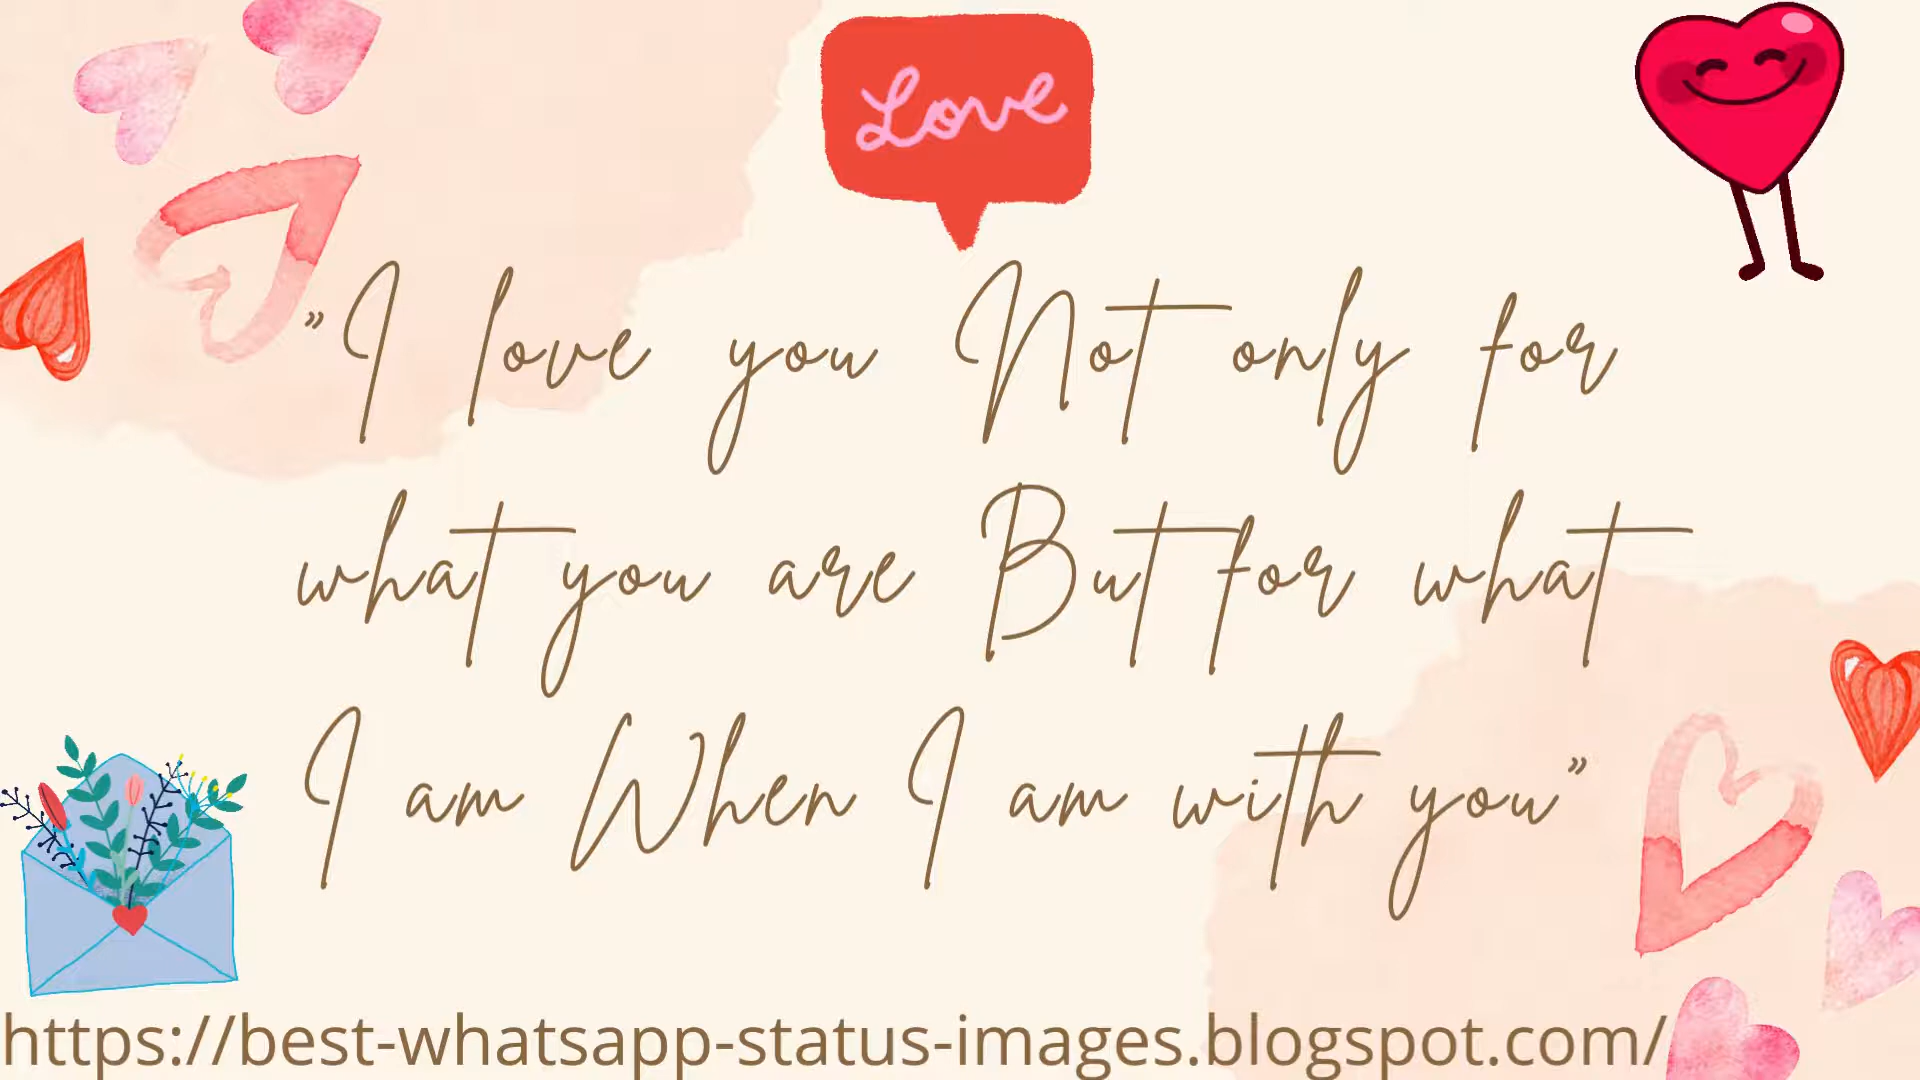 Love
"I love you Not only for
what you are But for what
I am When I am with you"
https://best-whatsapp-status-images.blogspot.com/